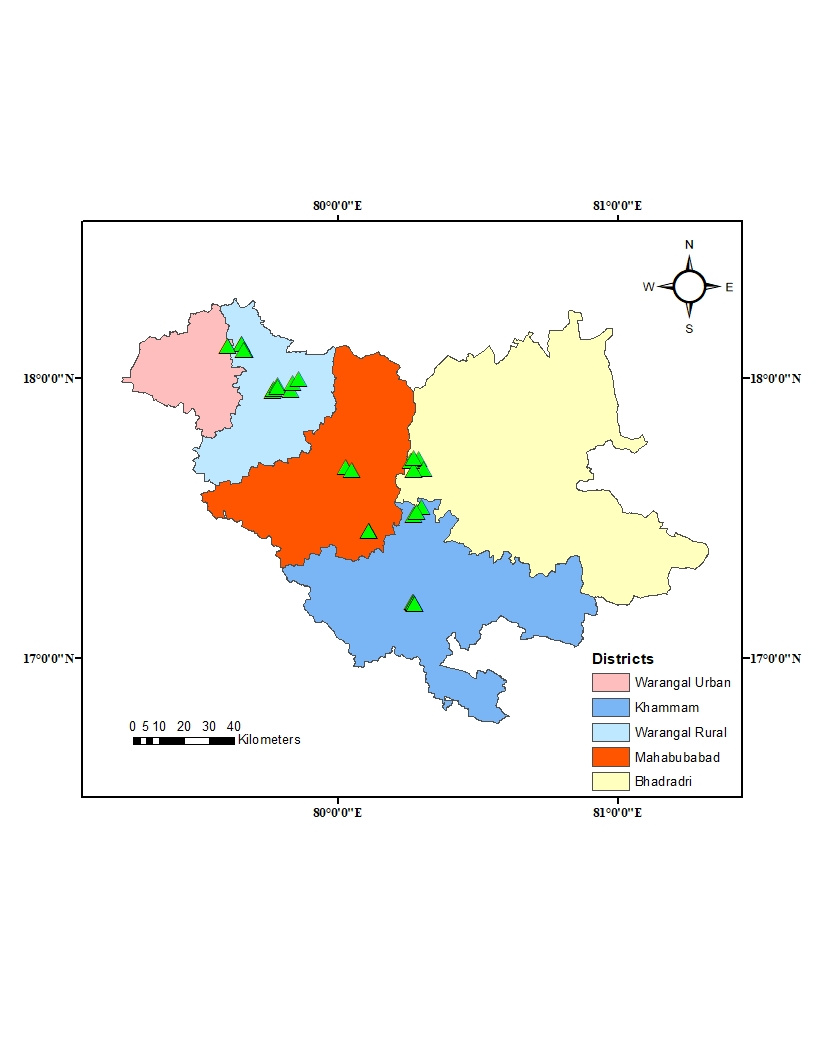 80°0'0"E 81°0'0"E
N
W E
S
18°0'0"N 18°0'0"N
17°0'0"N 17°0'0"N
Districts
Warangal Urban
Khammam
Warangal Rural
Mahabubabad
Bhadradri
0 5 10 20 30 40
Kilometers
80°0'0"E 81°0'0"E